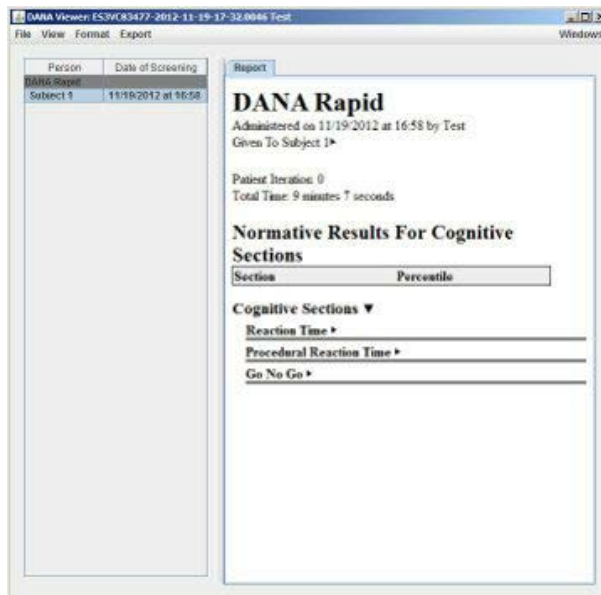 DANA Viewer: ES3VC83477-2012-11-19-17-32.0046 Test
File View Format Export Windows
Person Date of Screening
DANA Rapid
Subject 1 11/19/2012 at 16:58
Report
DANA Rapid
Administered on 11/19/2012 at 16:58 by Test
Given To Subject 1▸
Patient Iteration: 0
Total Time: 9 minutes 7 seconds
Normative Results For Cognitive
Sections
Section Percentile
Cognitive Sections ▼
Reaction Time ▸
Procedural Reaction Time ▸
Go No Go ▸